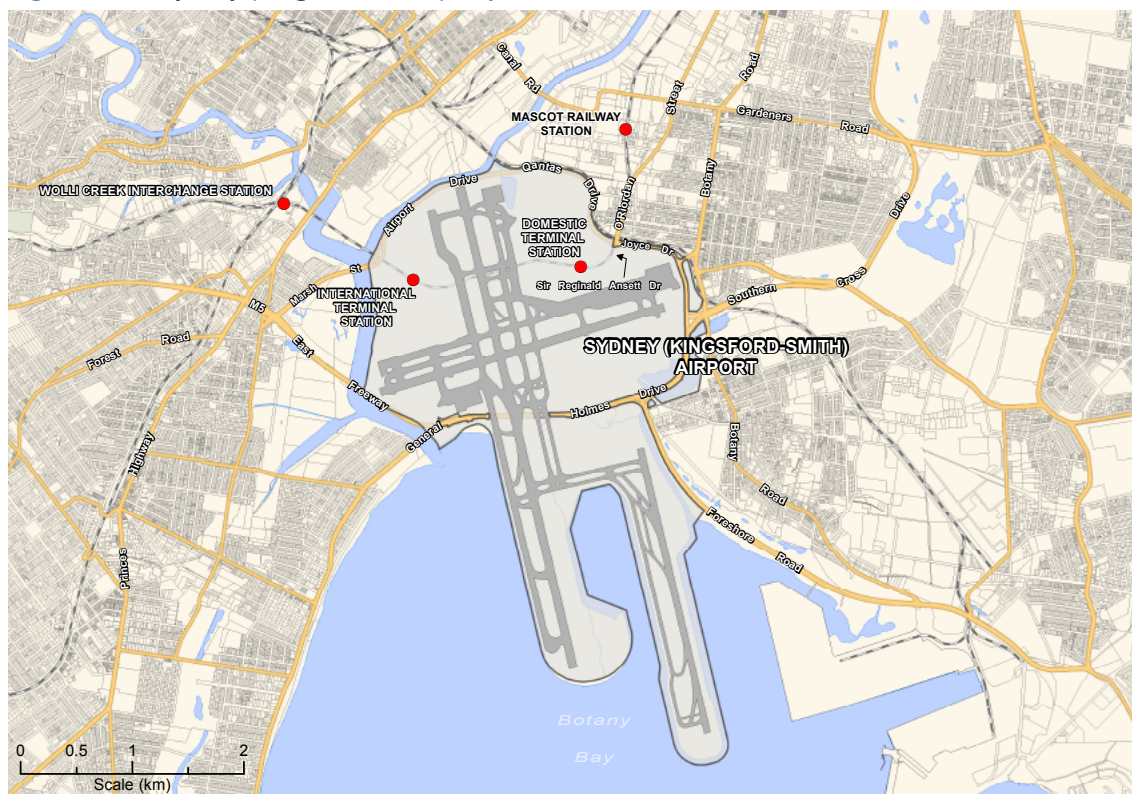 Canal Rd
MASCOT RAILWAY
STATION
Street
Road
Gardeners Road
Botany
Qantas
Drive
Drive
O'Riordan
WOLLI CREEK INTERCHANGE STATION
Airport
Drive
DOMESTIC
TERMINAL
STATION
Joyce Dr
Sir Reginald Ansett Dr
Marsh St
INTERNATIONAL
TERMINAL
STATION
M5
East
Freeway
Forest Road
Southern
Cross
Drive
SYDNEY (KINGSFORD-SMITH)
AIRPORT
General
Holmes
Drive
Highway
Princes
Botany
Road
Foreshore
Road
Botany
Bay
0 0.5 1 2
Scale (km)